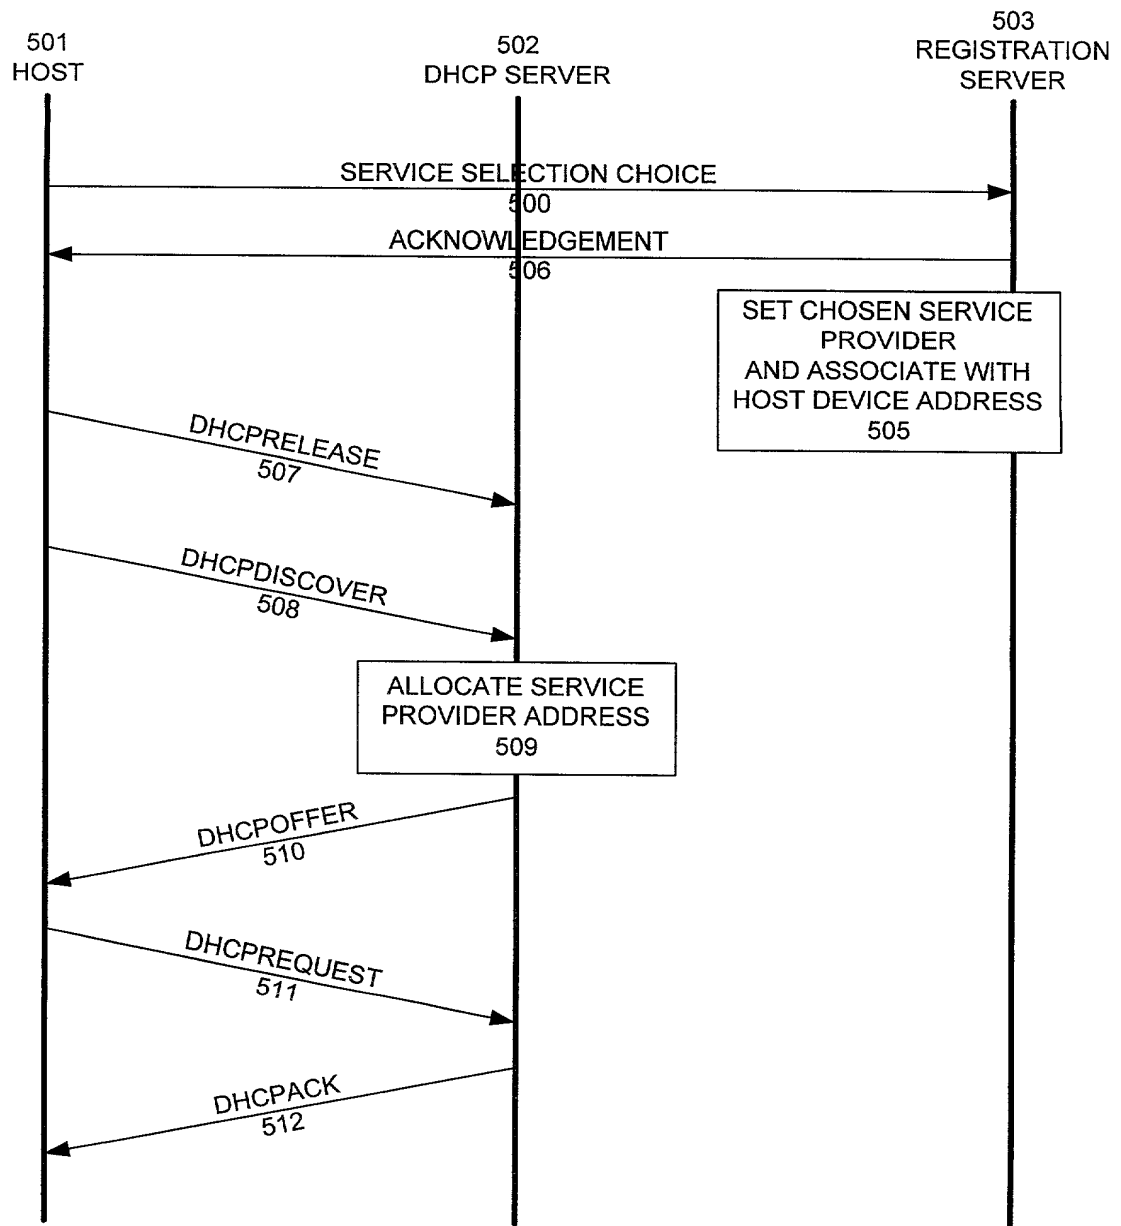 501
HOST
502
DHCP SERVER
503
REGISTRATION
SERVER
SERVICE SELECTION CHOICE
500
ACKNOWLEDGEMENT
506
SET CHOSEN SERVICE
PROVIDER
AND ASSOCIATE WITH
HOST DEVICE ADDRESS
505
DHCPRELEASE
507
DHCPDISCOVER
508
ALLOCATE SERVICE
PROVIDER ADDRESS
509
DHCPOFFER
510
DHCPREQUEST
511
DHCPACK
512